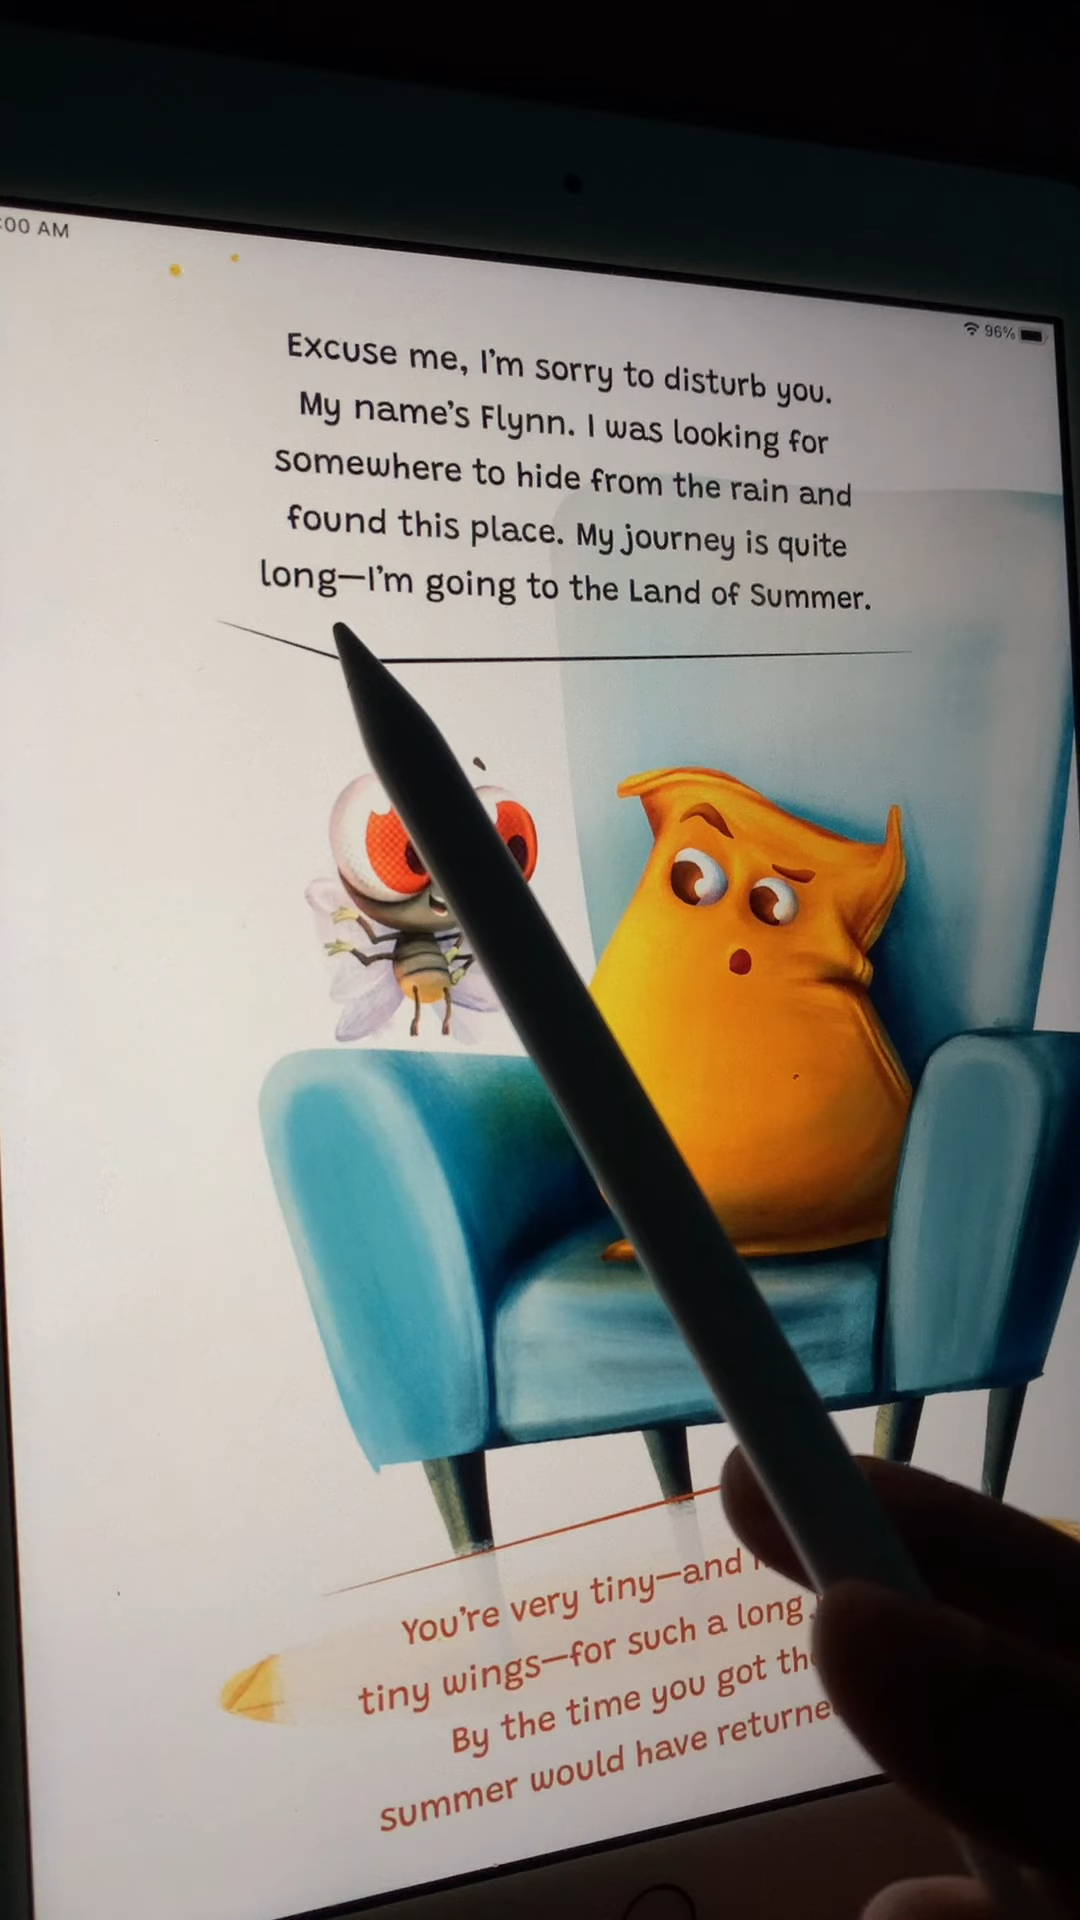 :00 AM
96%
Excuse me, I'm sorry to disturb you.
My name's Flynn. I was looking for
somewhere to hide from the rain and
found this place. My journey is quite
long—I'm going to the Land of Summer.
You're very tiny—and
tiny wings—for such a long
By the time you got
summer would have